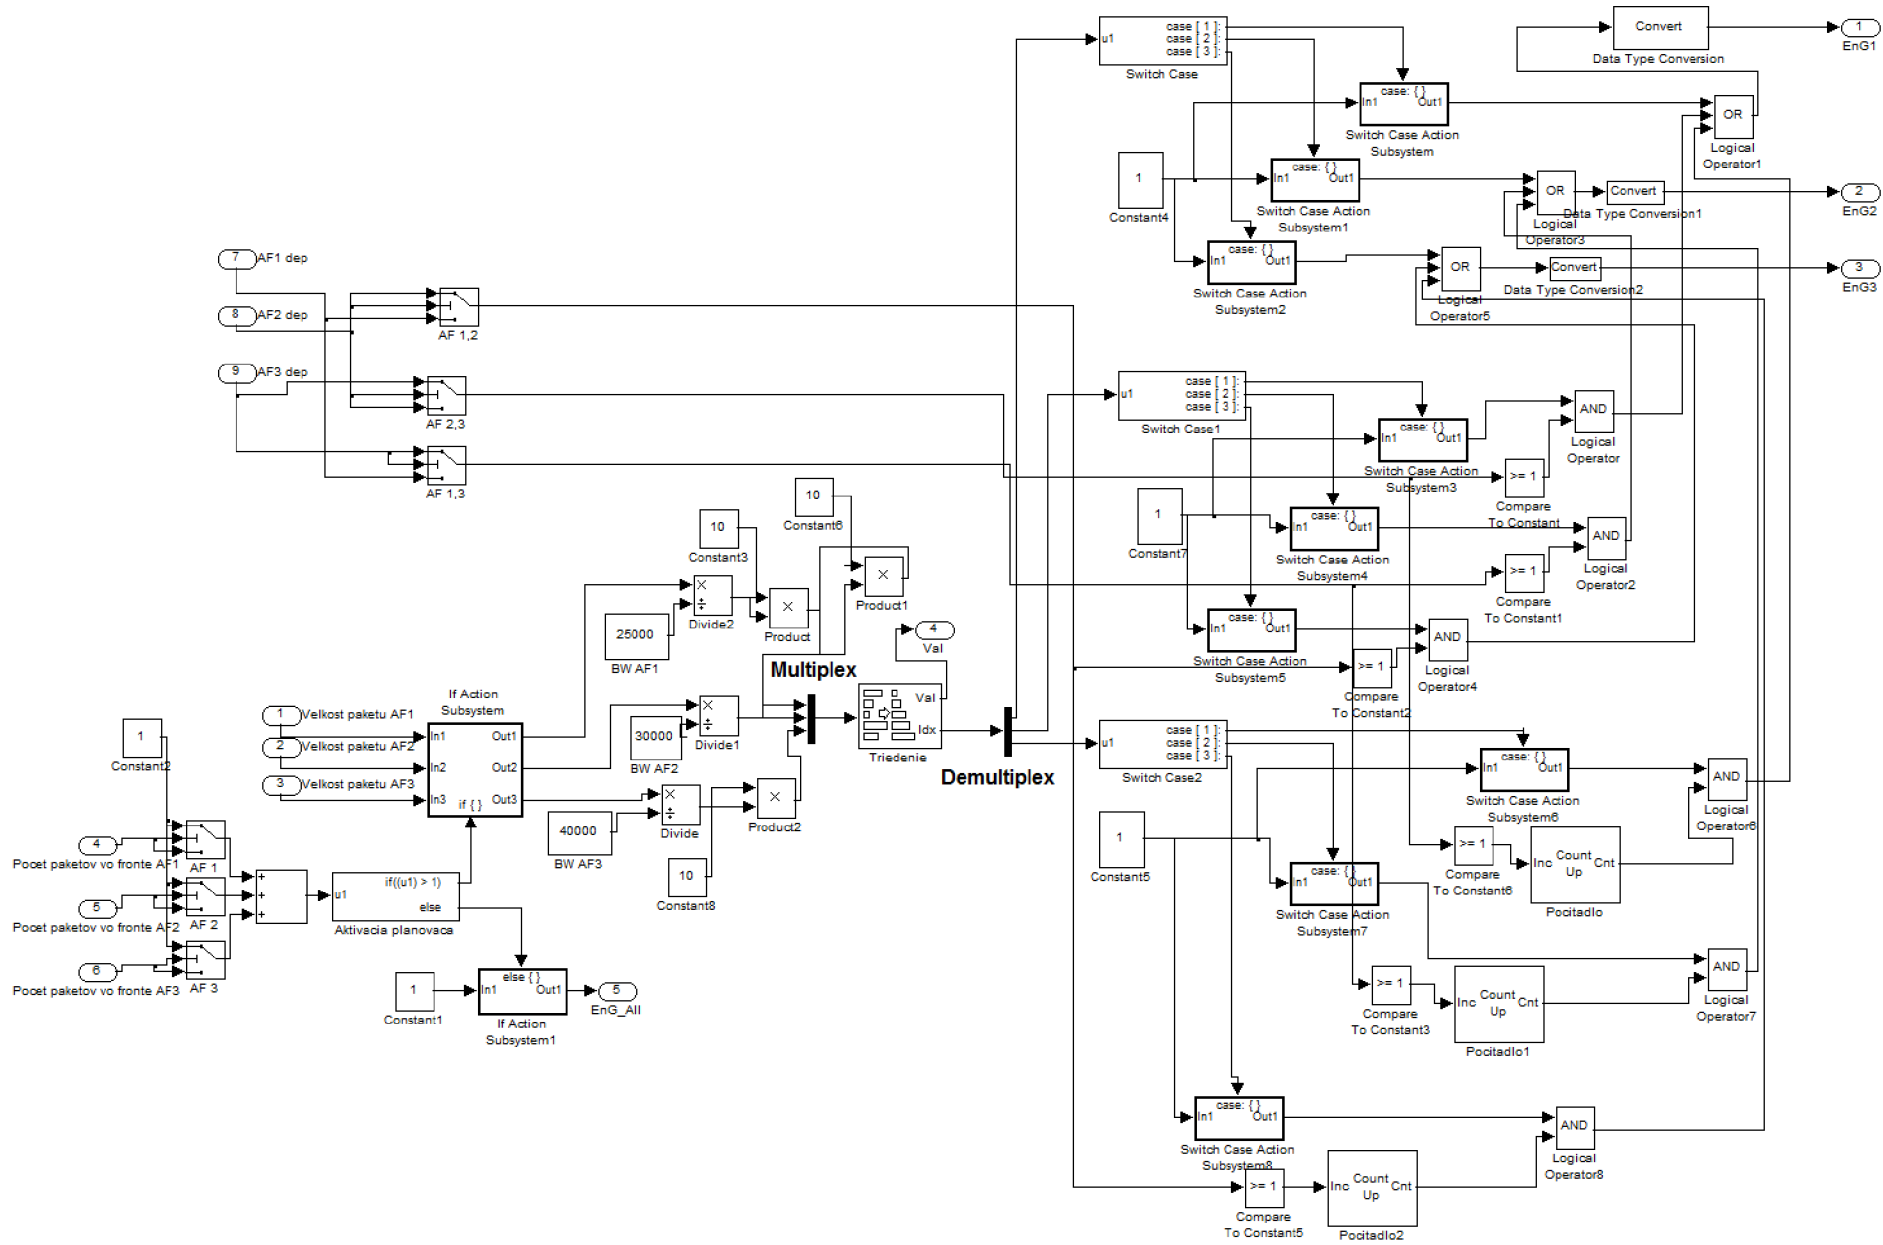 case [ 1 ]:
u1
case [ 2 ]:
case [ 3 ]:
Switch Case
Convert
Data Type Conversion
1
EnG1
case: { }
In1
Out1
Switch Case Action
Subsystem
OR
Logical
Operator1
1
Constant4
case: { }
In1
Out1
Switch Case Action
Subsystem1
OR
Logical
Operator3
Convert
Data Type Conversion1
2
EnG2
case: { }
In1
Out1
Switch Case Action
Subsystem2
OR
Logical
Operator5
Convert
Data Type Conversion2
3
EnG3
7
AF1 dep
8
AF2 dep
9
AF3 dep
AF 1,2
AF 2,3
AF 1,3
case [ 1 ]:
u1
case [ 2 ]:
case [ 3 ]:
Switch Case1
case: { }
In1
Out1
Switch Case Action
Subsystem3
AND
Logical
Operator
>= 1
Compare
To Constant
1
Constant7
case: { }
In1
Out1
Switch Case Action
Subsystem4
AND
Logical
Operator2
>= 1
Compare
To Constant1
case: { }
In1
Out1
Switch Case Action
Subsystem5
AND
Logical
Operator4
>= 1
Compare
To Constant2
10
Constant6
10
Constant3
×
÷
Divide2
×
Product
×
Product1
25000
BW AF1
4
Val
Multiplex
If Action
Subsystem
1
Velkost paketu AF1
2
Velkost paketu AF2
3
Velkost paketu AF3
In1
Out1
In2
Out2
In3
Out3
if { }
×
÷
Divide1
30000
BW AF2
Val
Idx
Triedenie
Demultiplex
×
÷
Divide
×
Product2
40000
BW AF3
10
Constant8
1
Constant2
4
Pocet paketov vo fronte AF1
AF 1
5
Pocet paketov vo fronte AF2
AF 2
6
Pocet paketov vo fronte AF3
AF 3
+
+
+
u1
if((u1) > 1)
else
Aktivacia planovaca
1
Constant1
else { }
In1
Out1
If Action
Subsystem1
5
EnG_All
case [ 1 ]:
u1
case [ 2 ]:
case [ 3 ]:
Switch Case2
case: { }
In1
Out1
Switch Case Action
Subsystem6
AND
Logical
Operator6
1
Constant5
>= 1
Compare
To Constant6
Inc
Count
Up
Cnt
Pocitadlo
case: { }
In1
Out1
Switch Case Action
Subsystem7
AND
Logical
Operator7
>= 1
Compare
To Constant3
Inc
Count
Up
Cnt
Pocitadlo1
case: { }
In1
Out1
Switch Case Action
Subsystem8
AND
Logical
Operator8
>= 1
Compare
To Constant5
Inc
Count
Up
Cnt
Pocitadlo2